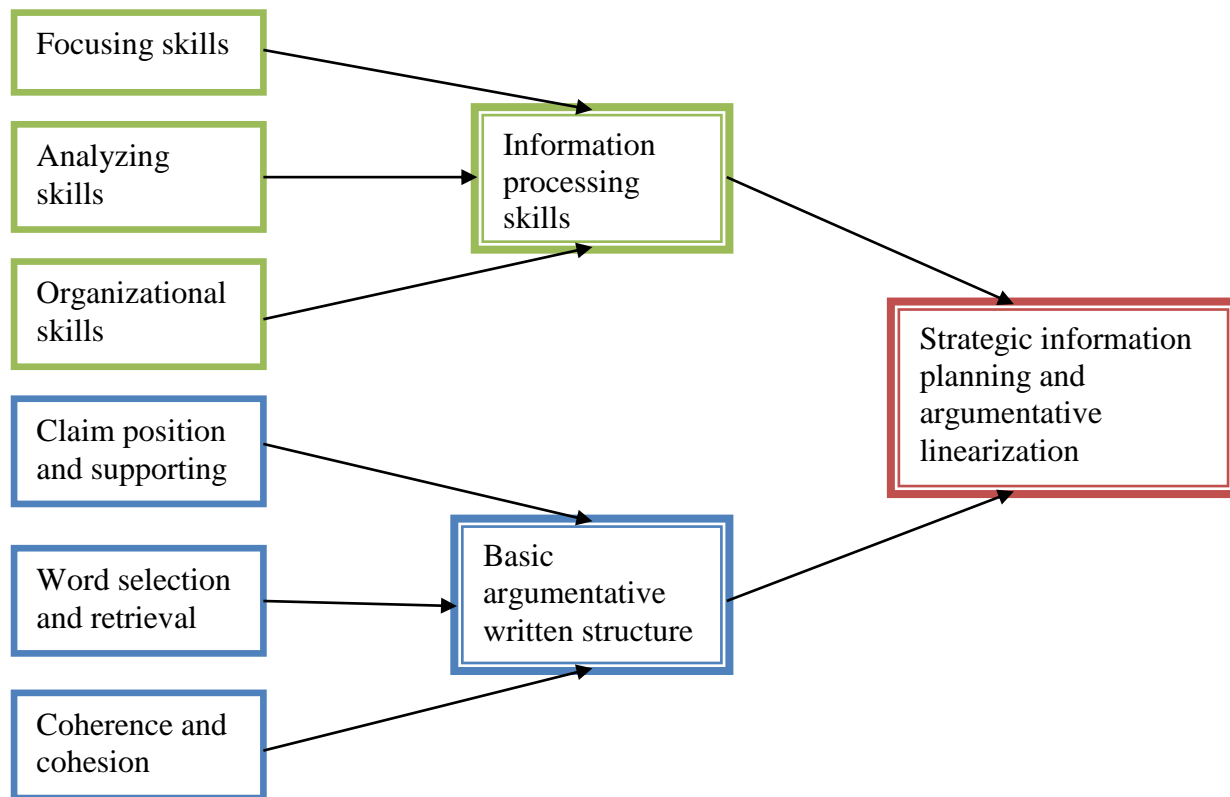 Focusing skills
Analyzing
skills
Organizational
skills
Claim position
and supporting
Word selection
and retrieval
Coherence and
cohesion
Information
processing
skills
Basic
argumentative
written structure
Strategic information
planning and
argumentative
linearization